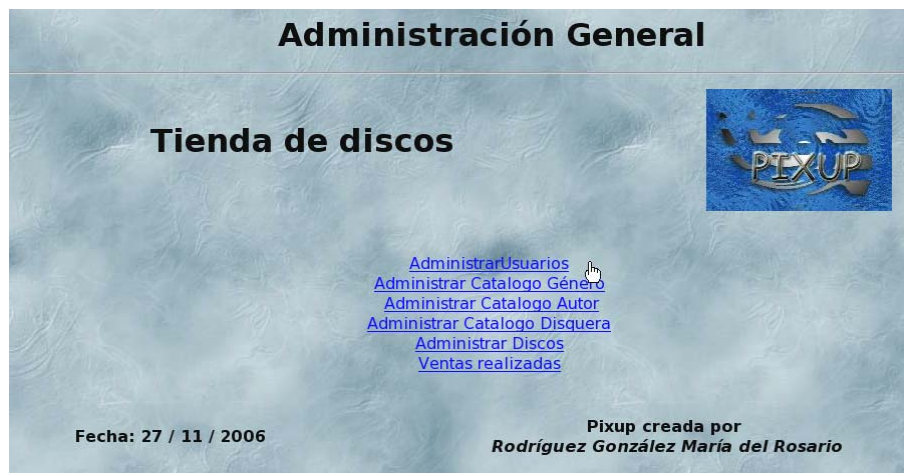 Administración General
Tienda de discos
PIXUP
AdministrarUsuarios
Administrar Catalogo Género
Administrar Catalogo Autor
Administrar Catalogo Disquera
Administrar Discos
Ventas realizadas
Fecha: 27 / 11 / 2006
Pixup creada por
Rodríguez González María del Rosario